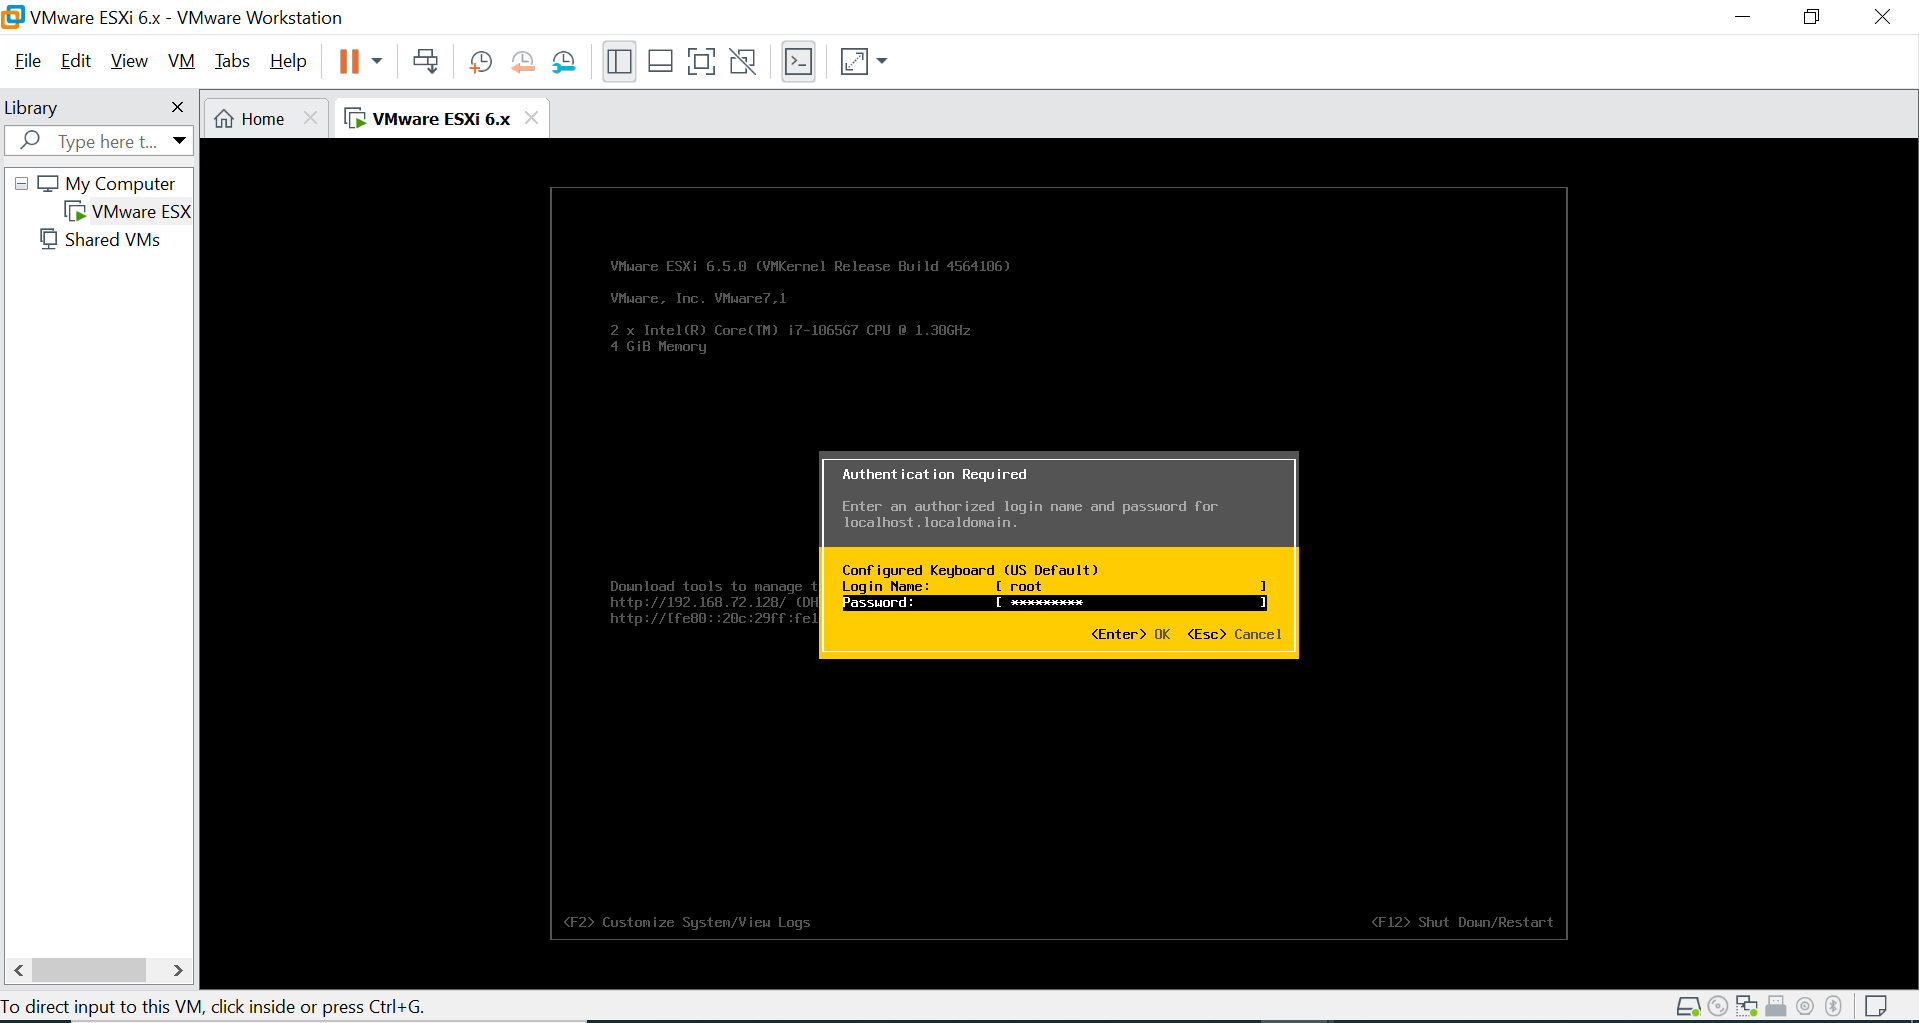 VMware ESXi 6.x - VMware Workstation
File Edit View VM Tabs Help
Library
Home
VMware ESXi 6.x
Type here t...
My Computer
VMware ESX
Shared VMs
VMware ESXi 6.5.0 (VMKernel Release Build 4564106)
VMware, Inc. VMware7,1
2 x Intel(R) Core(TM) i7-1065G7 CPU @ 1.30GHz
4 GiB Memory
Authentication Required
Enter an authorized login name and password for
localhost.localdomain.
Configured Keyboard (US Default)
Login Name: [ root ]
Password: [ ********* ]
<Enter> OK <Esc> Cancel
Download tools to manage t
http://192.168.72.128/ (DH
http://[fe80::20c:29ff:fe1
<F2> Customize System/View Logs
<F12> Shut Down/Restart
To direct input to this VM, click inside or press Ctrl+G.